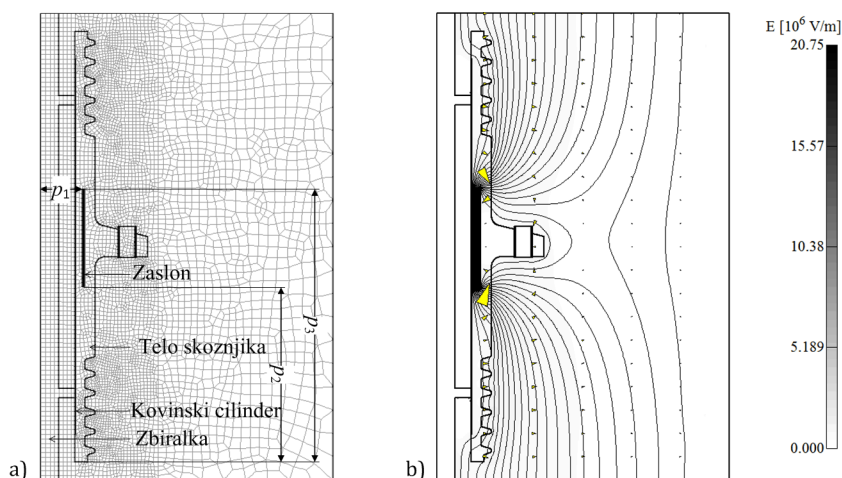 p1
Zaslon
p3
Telo skoznjika
p2
Kovinski cilinder
Zbiralka
a)
b)
E [10⁶ V/m]
20.75
15.57
10.38
5.189
0.000